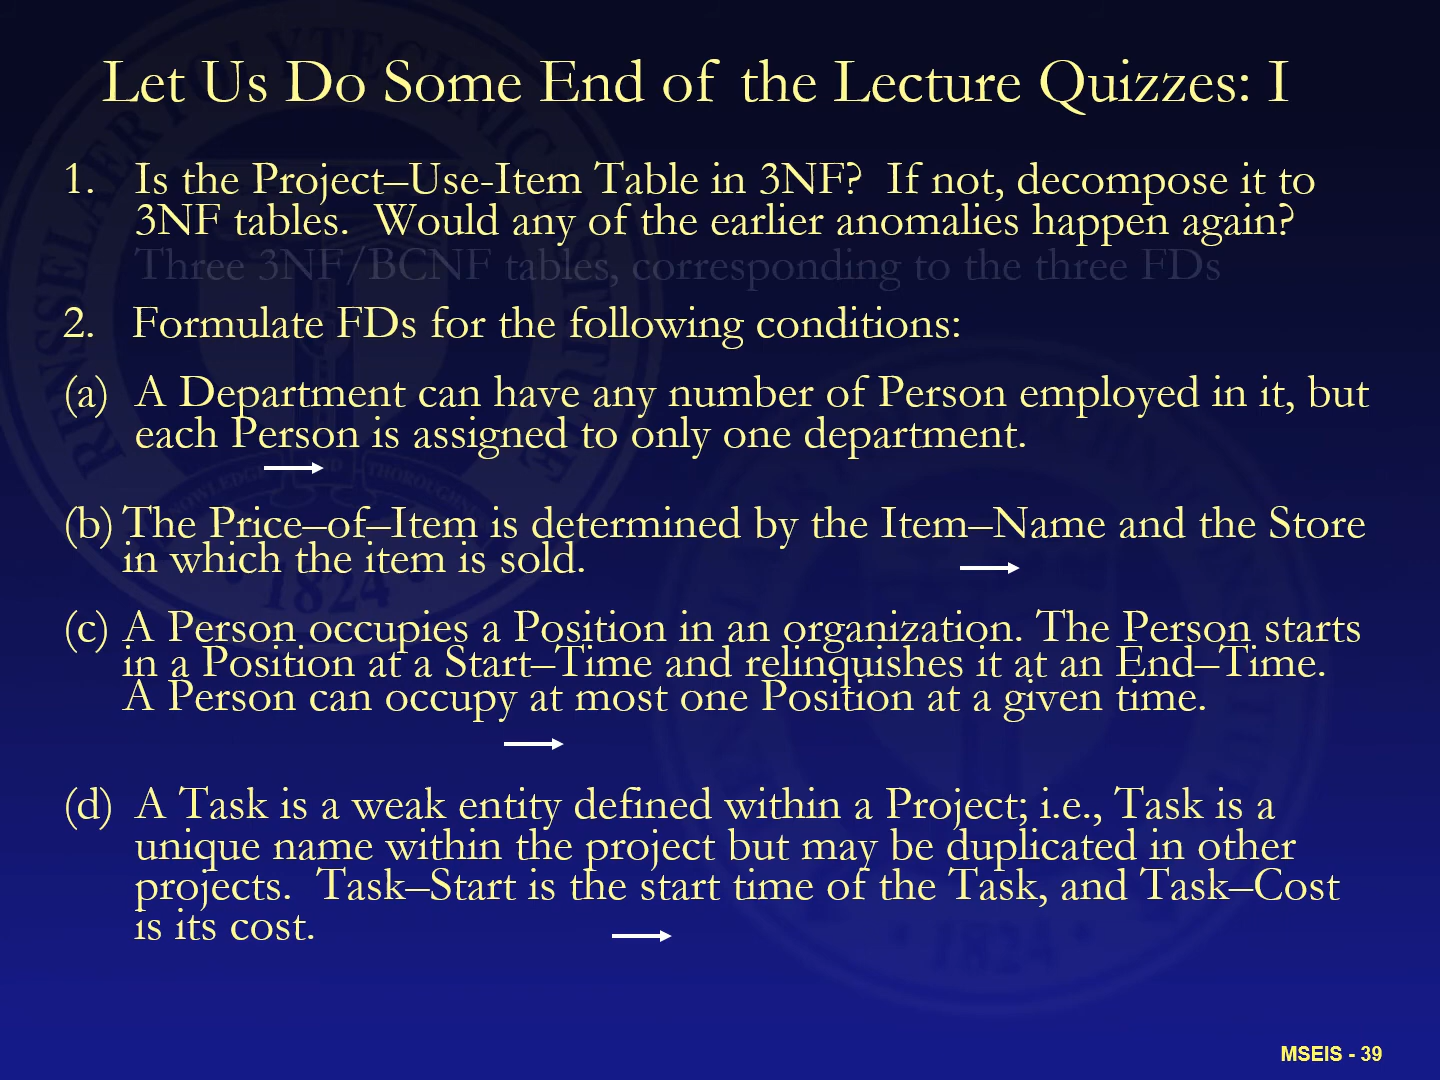 Let Us Do Some End of the Lecture Quizzes: I
1. Is the Project–Use-Item Table in 3NF? If not, decompose it to
3NF tables. Would any of the earlier anomalies happen again?
Three 3NF/BCNF tables, corresponding to the three FDs
2. Formulate FDs for the following conditions:
(a) A Department can have any number of Person employed in it, but
each Person is assigned to only one department.
(b) The Price–of–Item is determined by the Item–Name and the Store
in which the item is sold.
(c) A Person occupies a Position in an organization. The Person starts
in a Position at a Start–Time and relinquishes it at an End–Time.
A Person can occupy at most one Position at a given time.
(d) A Task is a weak entity defined within a Project; i.e., Task is a
unique name within the project but may be duplicated in other
projects. Task–Start is the start time of the Task, and Task–Cost
is its cost.
MSEIS - 39
RENSSELAER POLYTECHNIC INSTITUTE
1824
1824